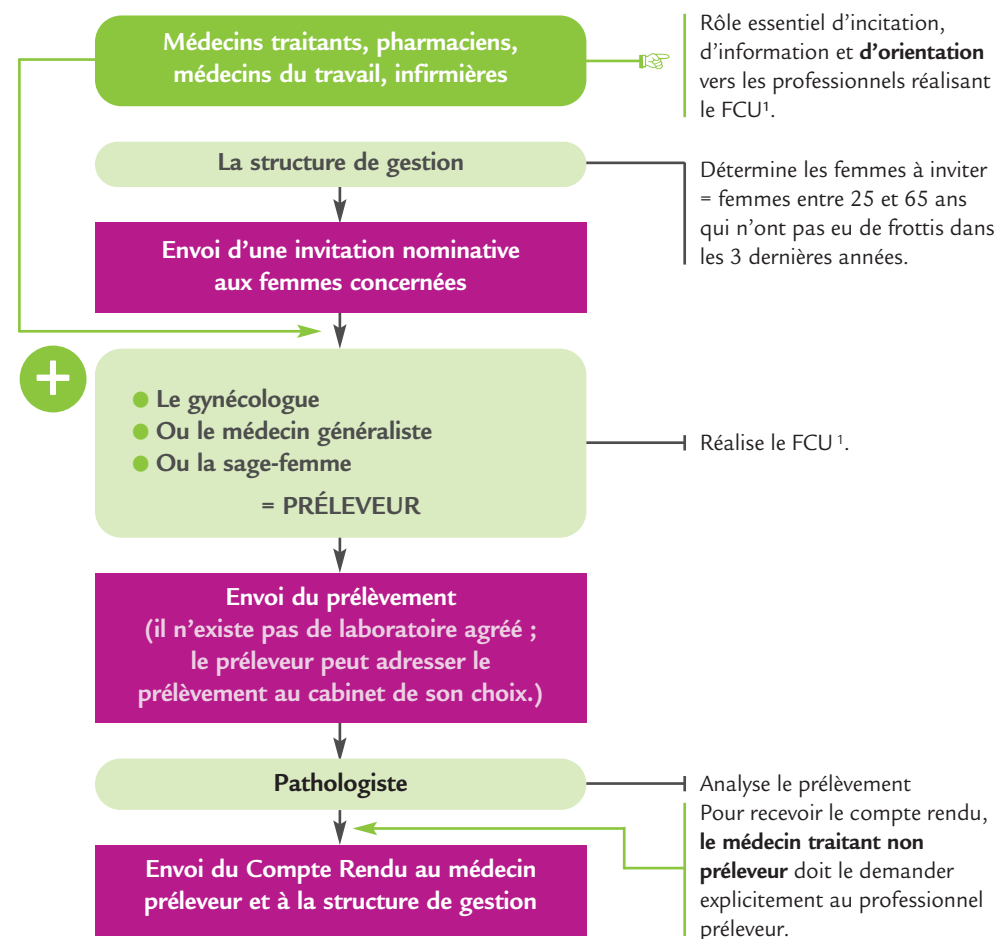 Médecins traitants, pharmaciens,
médecins du travail, infirmières
Rôle essentiel d’incitation,
d’information et d’orientation
vers les professionnels réalisant
le FCU¹.
La structure de gestion
Détermine les femmes à inviter
= femmes entre 25 et 65 ans
qui n’ont pas eu de frottis dans
les 3 dernières années.
Envoi d’une invitation nominative
aux femmes concernées
+
● Le gynécologue
● Ou le médecin généraliste
● Ou la sage-femme
= PRÉLEVEUR
Réalise le FCU ¹.
Envoi du prélèvement
(il n’existe pas de laboratoire agréé ;
le préleveur peut adresser le
prélèvement au cabinet de son choix.)
Pathologiste
Analyse le prélèvement
Pour recevoir le compte rendu,
le médecin traitant non
préleveur doit le demander
explicitement au professionnel
préleveur.
Envoi du Compte Rendu au médecin
préleveur et à la structure de gestion